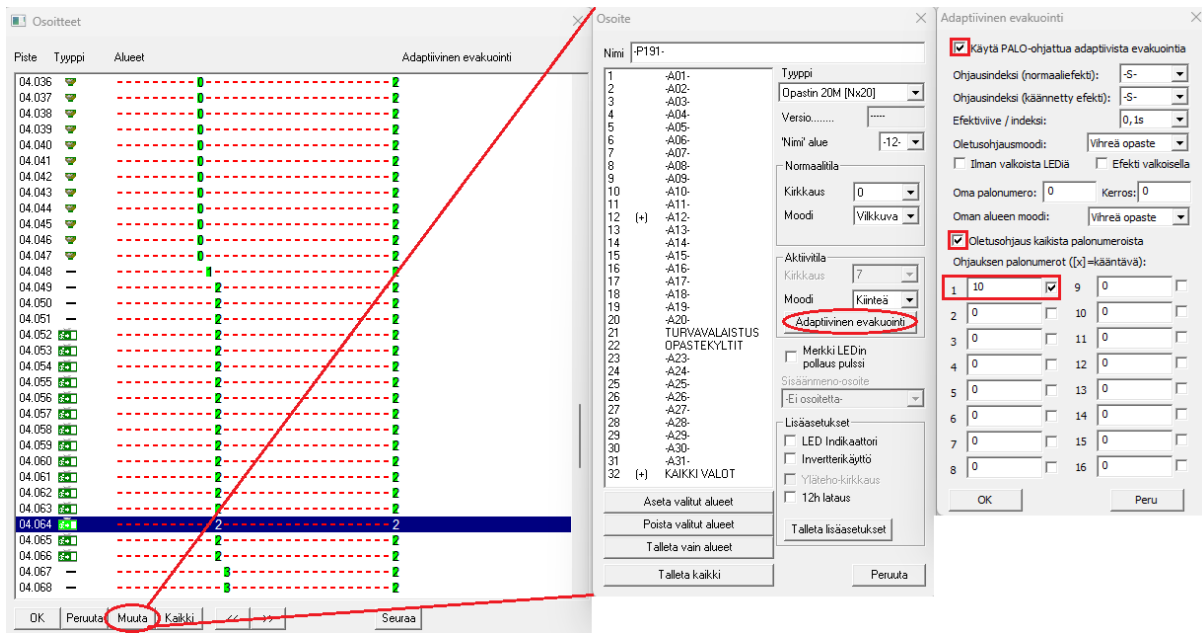 Osoitteet
Piste Tyyppi Alueet Adaptiivinen evakuointi
04.036 0 2
04.037 0 2
04.038 0 2
04.039 0 2
04.040 0 2
04.041 0 2
04.042 0 2
04.043 0 2
04.044 0 2
04.045 0 2
04.046 0 2
04.047 0 2
04.048 1 2
04.049 2 2
04.050 2 2
04.051 2 2
04.052 2 2
04.053 2 2
04.054 2 2
04.055 2 2
04.056 2 2
04.057 2 2
04.058 2 2
04.059 2 2
04.060 2 2
04.061 2 2
04.062 2 2
04.063 2 2
04.064 2 2
04.065 2 2
04.066 2 2
04.067 3 2
04.068 3 2
OK Peruuta Muuta Kaikki << >> Seuraa
Osoite
Nimi -P191-
1 -A01-
2 -A02-
3 -A03-
4 -A04-
5 -A05-
6 -A06-
7 -A07-
8 -A08-
9 -A09-
10 -A10-
11 -A11-
12 (+) -A12-
13 -A13-
14 -A14-
15 -A15-
16 -A16-
17 -A17-
18 -A18-
19 -A19-
20 -A20-
21 TURVAVALAISTUS
22 OPASTEKYLTIT
23 -A23-
24 -A24-
25 -A25-
26 -A26-
27 -A27-
28 -A28-
29 -A29-
30 -A30-
31 -A31-
32 (+) KAIKKI VALOT
Aseta valitut alueet
Poista valitut alueet
Talleta vain alueet
Talleta kaikki
Tyyppi
Opastin 20M [Nx20]
Versio........ -----
'Nimi' alue -12-
Normaalitila
Kirkkaus 0
Moodi Vilkkuva
Aktiivitila
Kirkkaus 7
Moodi Kiinteä
Adaptiivinen evakuointi
Merkki LEDin
pollaus pulssi
Sisäänmeno-osoite
-Ei osoitetta-
Lisäasetukset
LED Indikaattori
Invertterikäyttö
Yläteho-kirkkaus
12h lataus
Talleta lisäasetukset
Peruuta
Adaptiivinen evakuointi
Käytä PALO-ohjattua adaptiivista evakuointia
Ohjausindeksi (normaaliefekti): -S-
Ohjausindeksi (käännetty efekti): -S-
Efektiviive / indeksi: 0,1s
Oletusohjausmoodi: Vihreä opaste
Ilman valkoista LEDiä Efekti valkoisella
Oma palonumero: 0 Kerros: 0
Oman alueen moodi: Vihreä opaste
Oletusohjaus kaikista palonumeroista
Ohjauksen palonumerot ([x]=kääntävä):
1 10 9 0
2 0 10 0
3 0 11 0
4 0 12 0
5 0 13 0
6 0 14 0
7 0 15 0
8 0 16 0
OK Peru